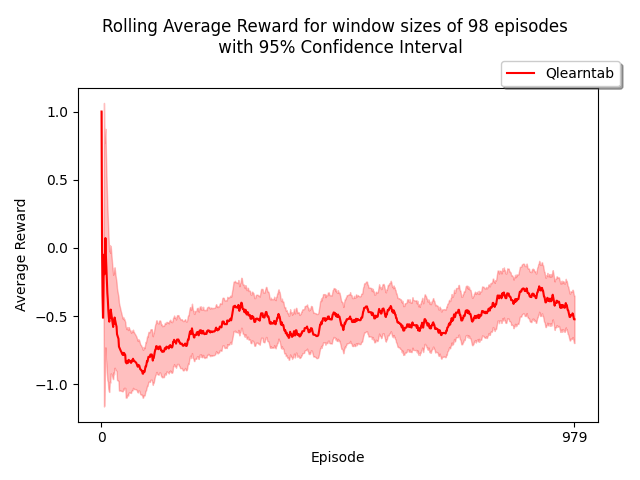 Rolling Average Reward for window sizes of 98 episodes
with 95% Confidence Interval
Qlearntab
1.0
0.5
0.0
−0.5
−1.0
Average Reward
0
979
Episode